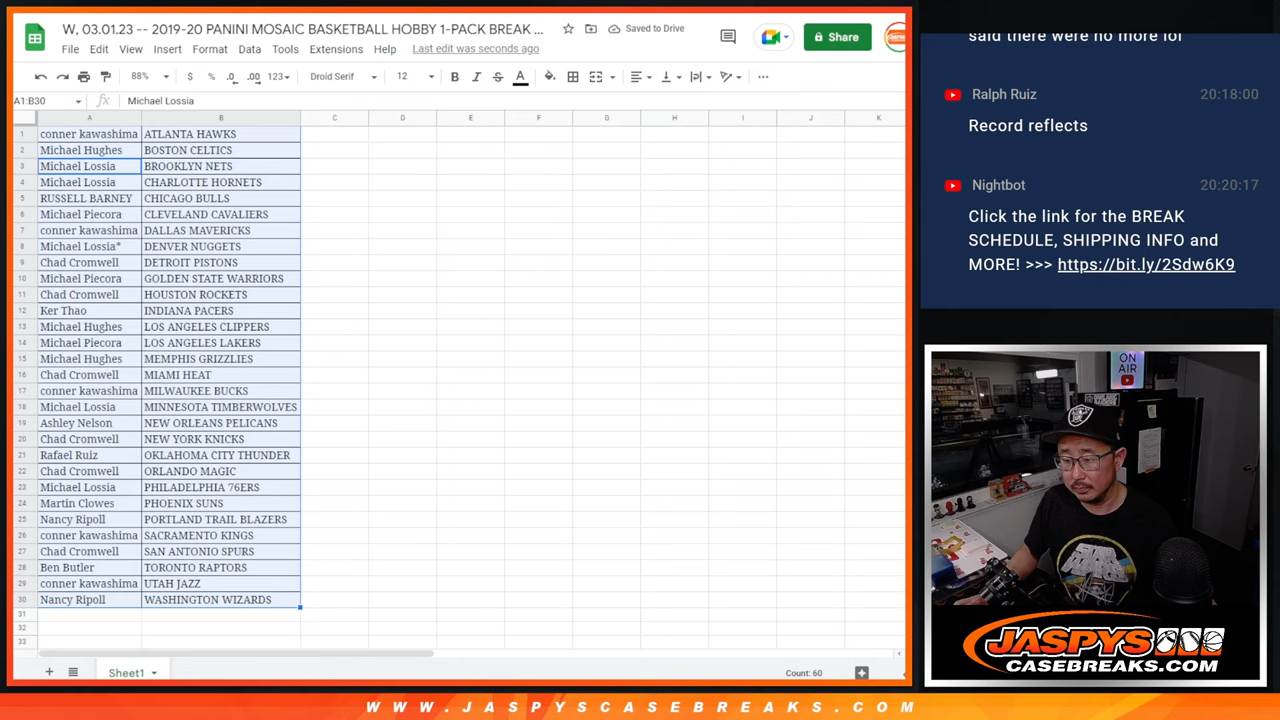 W, 03.01.23 -- 2019-20 PANINI MOSAIC BASKETBALL HOBBY 1-PACK BREAK ...
Saved to Drive
File Edit View Insert Format Data Tools Extensions Help Last edit was seconds ago
Share
88% $ % .0 .00 123 Droid Serif 12 B I S A
A1:B30 fx Michael Lossia
A B C D E F G H I J K
1 conner kawashima ATLANTA HAWKS
2 Michael Hughes BOSTON CELTICS
3 Michael Lossia BROOKLYN NETS
4 Michael Lossia CHARLOTTE HORNETS
5 RUSSELL BARNEY CHICAGO BULLS
6 Michael Piecora CLEVELAND CAVALIERS
7 conner kawashima DALLAS MAVERICKS
8 Michael Lossia* DENVER NUGGETS
9 Chad Cromwell DETROIT PISTONS
10 Michael Piecora GOLDEN STATE WARRIORS
11 Chad Cromwell HOUSTON ROCKETS
12 Ker Thao INDIANA PACERS
13 Michael Hughes LOS ANGELES CLIPPERS
14 Michael Piecora LOS ANGELES LAKERS
15 Michael Hughes MEMPHIS GRIZZLIES
16 Chad Cromwell MIAMI HEAT
17 conner kawashima MILWAUKEE BUCKS
18 Michael Lossia MINNESOTA TIMBERWOLVES
19 Ashley Nelson NEW ORLEANS PELICANS
20 Chad Cromwell NEW YORK KNICKS
21 Rafael Ruiz OKLAHOMA CITY THUNDER
22 Chad Cromwell ORLANDO MAGIC
23 Michael Lossia PHILADELPHIA 76ERS
24 Martin Clowes PHOENIX SUNS
25 Nancy Ripoll PORTLAND TRAIL BLAZERS
26 conner kawashima SACRAMENTO KINGS
27 Chad Cromwell SAN ANTONIO SPURS
28 Ben Butler TORONTO RAPTORS
29 conner kawashima UTAH JAZZ
30 Nancy Ripoll WASHINGTON WIZARDS
31
32
33
Sheet1
Count: 60
said there were no more lol
Ralph Ruiz 20:18:00
Record reflects
Nightbot 20:20:17
Click the link for the BREAK
SCHEDULE, SHIPPING INFO and
MORE! >>> https://bit.ly/2Sdw6K9
ON
AIR
JASPYS
CASEBREAKS.COM
WWW.JASPYSCASEBREAKS.COM